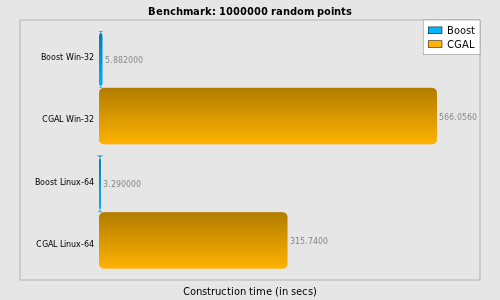 Benchmark: 1000000 random points
Boost
CGAL
Boost Win-32
5.882000
CGAL Win-32
566.0560
Boost Linux-64
3.290000
CGAL Linux-64
315.7400
Construction time (in secs)